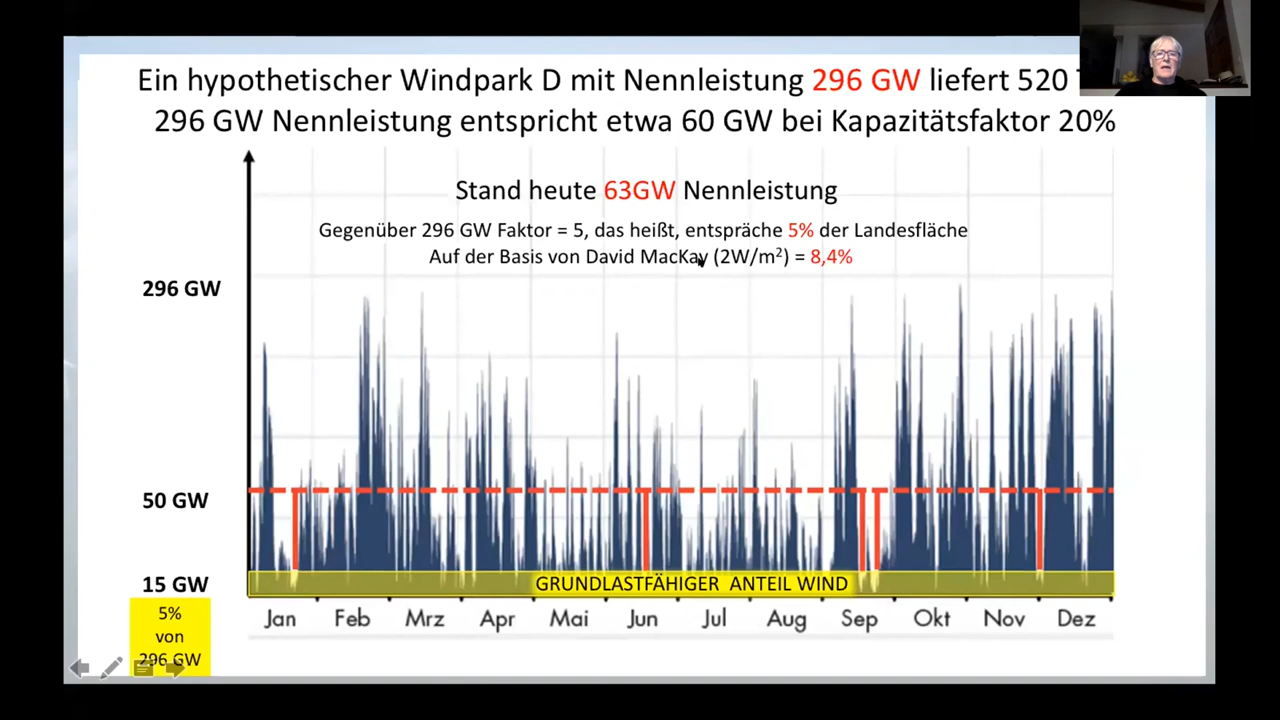 Ein hypothetischer Windpark D mit Nennleistung 296 GW liefert 520
296 GW Nennleistung entspricht etwa 60 GW bei Kapazitätsfaktor 20%
Stand heute 63GW Nennleistung
Gegenüber 296 GW Faktor = 5, das heißt, entspräche 5% der Landesfläche
Auf der Basis von David MacKay (2W/m²) = 8,4%
296 GW
50 GW
15 GW
GRUNDLASTFÄHIGER ANTEIL WIND
Jan Feb Mrz Apr Mai Jun Jul Aug Sep Okt Nov Dez
5%
von
296 GW